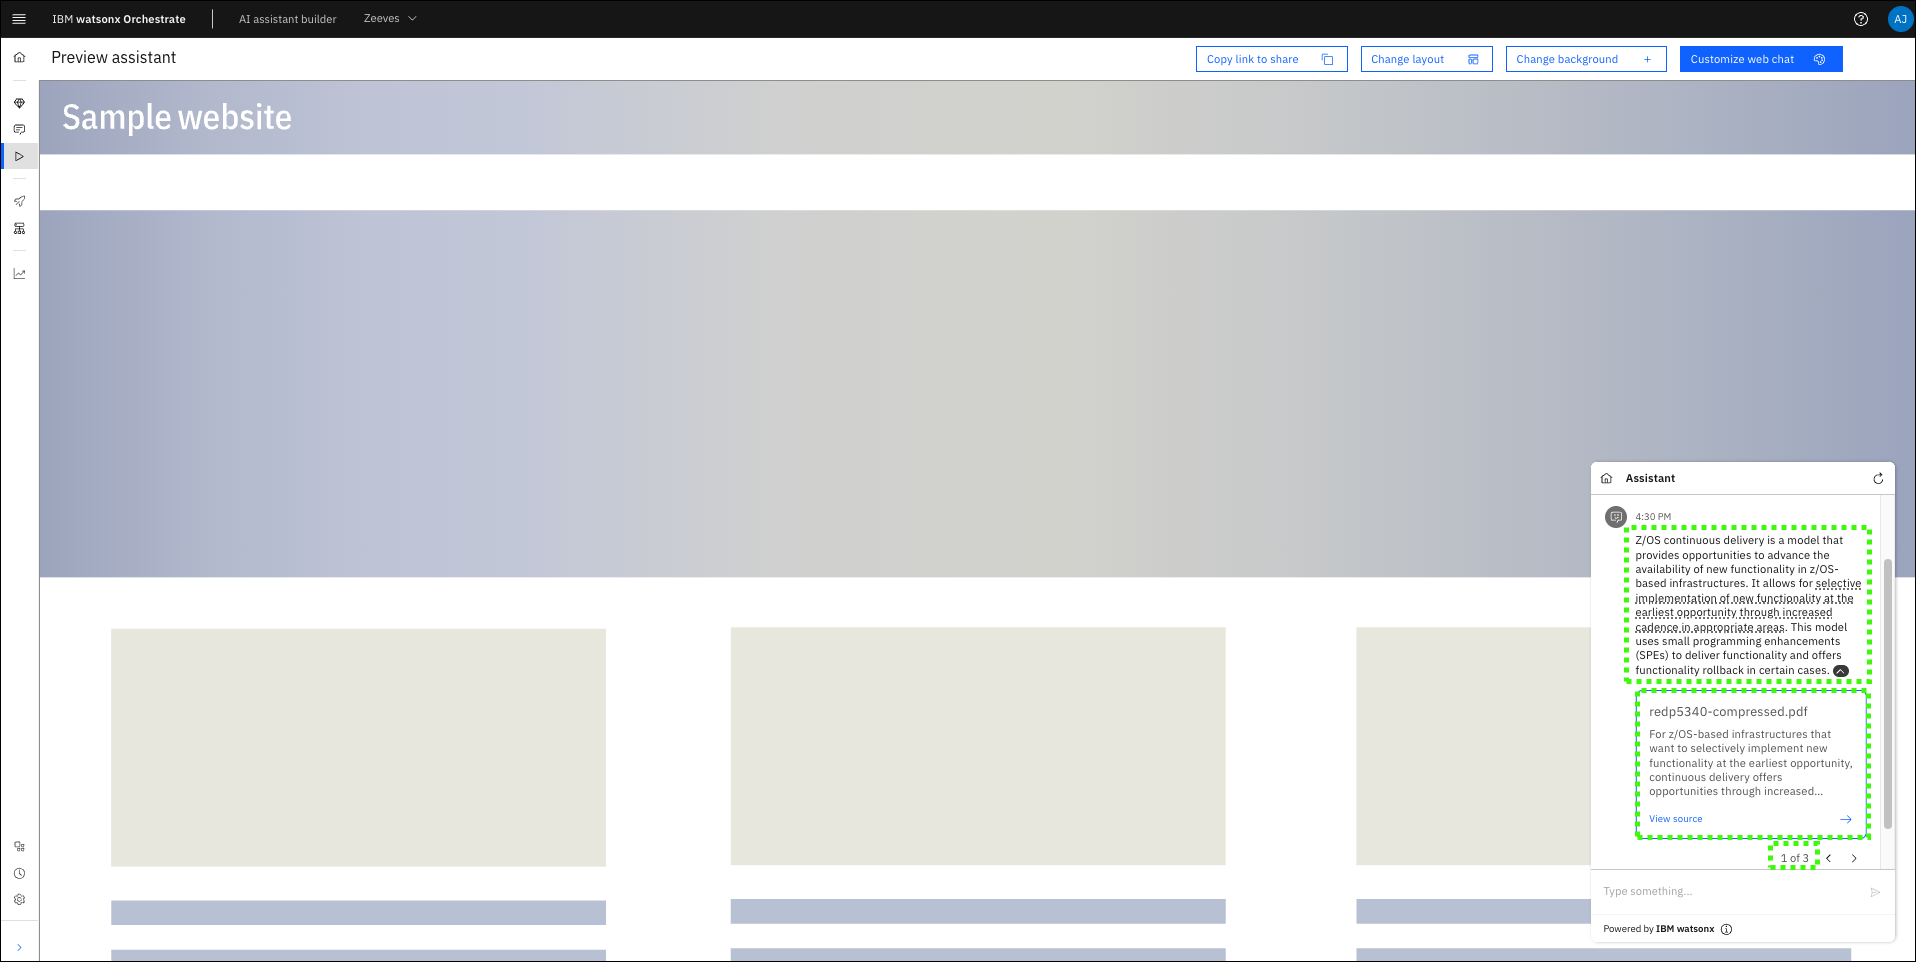 IBM watsonx Orchestrate
AI assistant builder
Zeeves
AJ
Preview assistant
Copy link to share
Change layout
Change background
Customize web chat
Sample website
Assistant
4:30 PM
Z/OS continuous delivery is a model that
provides opportunities to advance the
availability of new functionality in z/OS-
based infrastructures. It allows for selective
implementation of new functionality at the
earliest opportunity through increased
cadence in appropriate areas. This model
uses small programming enhancements
(SPEs) to deliver functionality and offers
functionality rollback in certain cases.
redp5340-compressed.pdf
For z/OS-based infrastructures that
want to selectively implement new
functionality at the earliest opportunity,
continuous delivery offers
opportunities through increased...
View source
1 of 3
Type something...
Powered by IBM watsonx